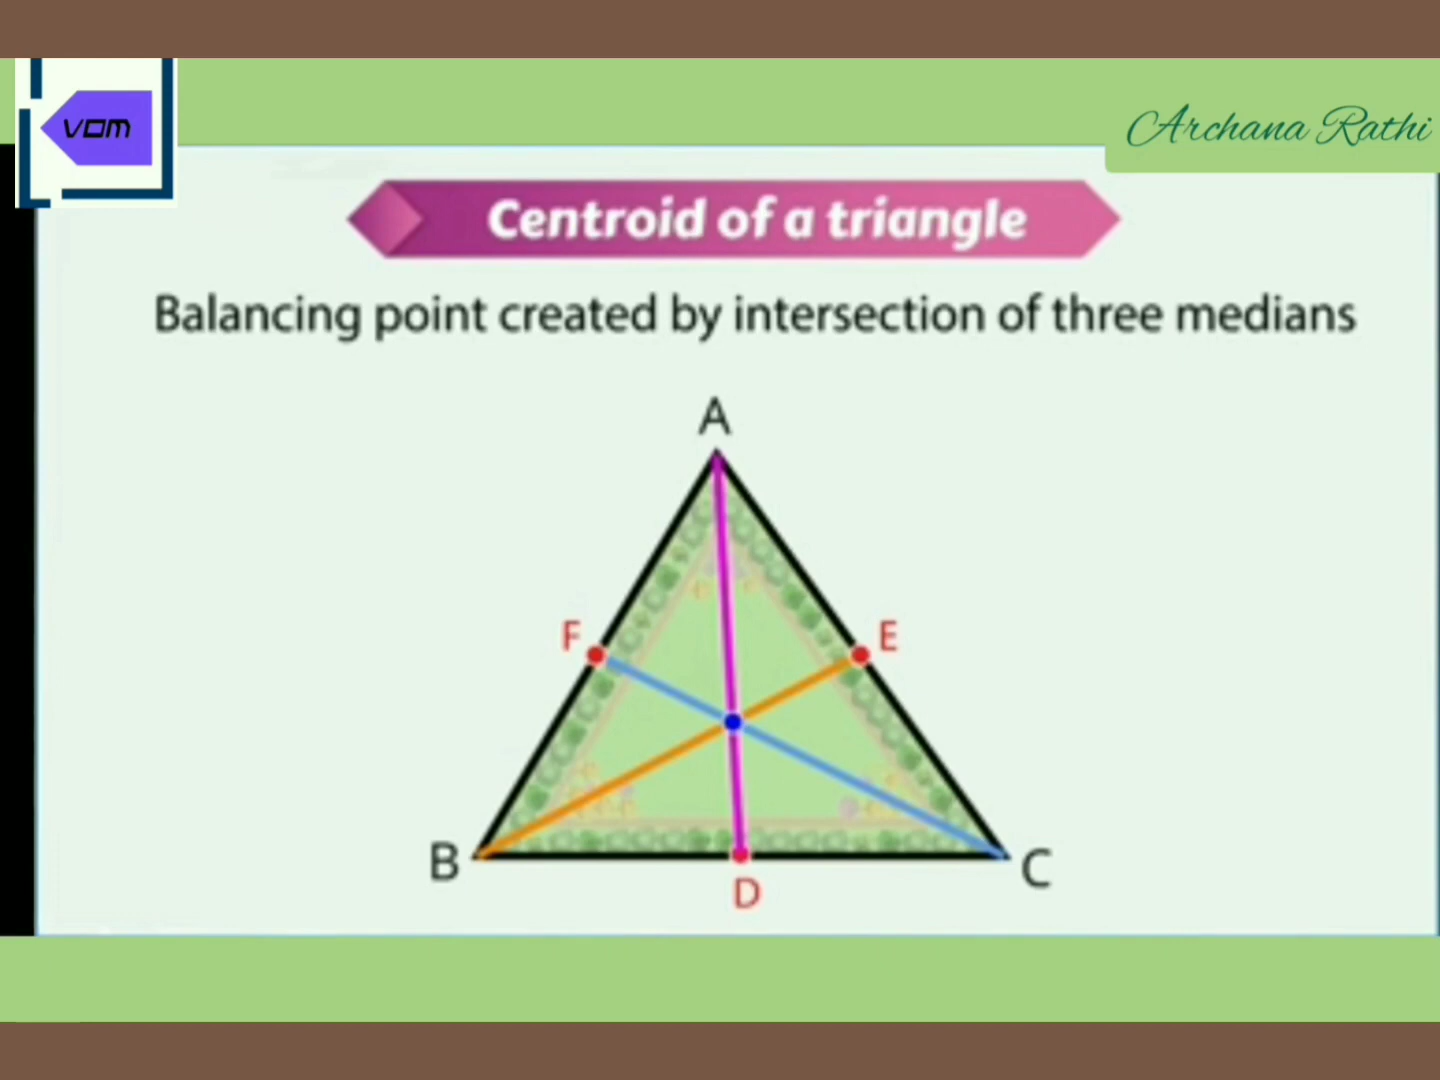 VOM
Archana Rathi
Centroid of a triangle
Balancing point created by intersection of three medians
A
F
E
B
C
D